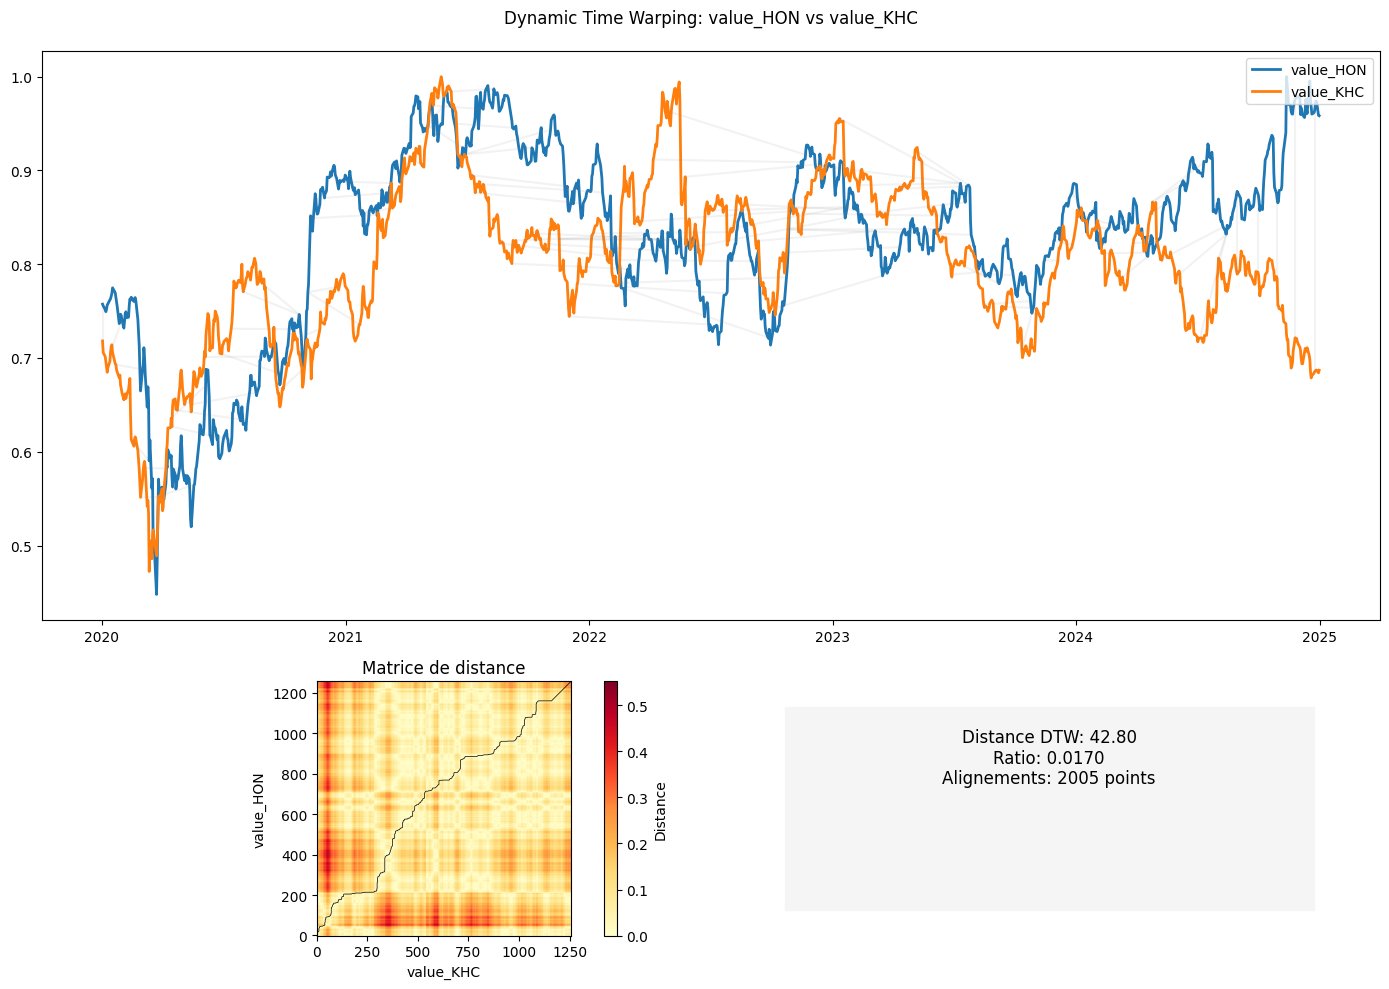 Dynamic Time Warping: value_HON vs value_KHC
value_HON
value_KHC
1.0
0.9
0.8
0.7
0.6
0.5
2020 2021 2022 2023 2024 2025
Matrice de distance
value_HON
1200
1000
800
600
400
200
0
0 250 500 750 1000 1250
value_KHC
0.5
0.4
0.3
0.2
0.1
0.0
Distance
Distance DTW: 42.80
Ratio: 0.0170
Alignements: 2005 points